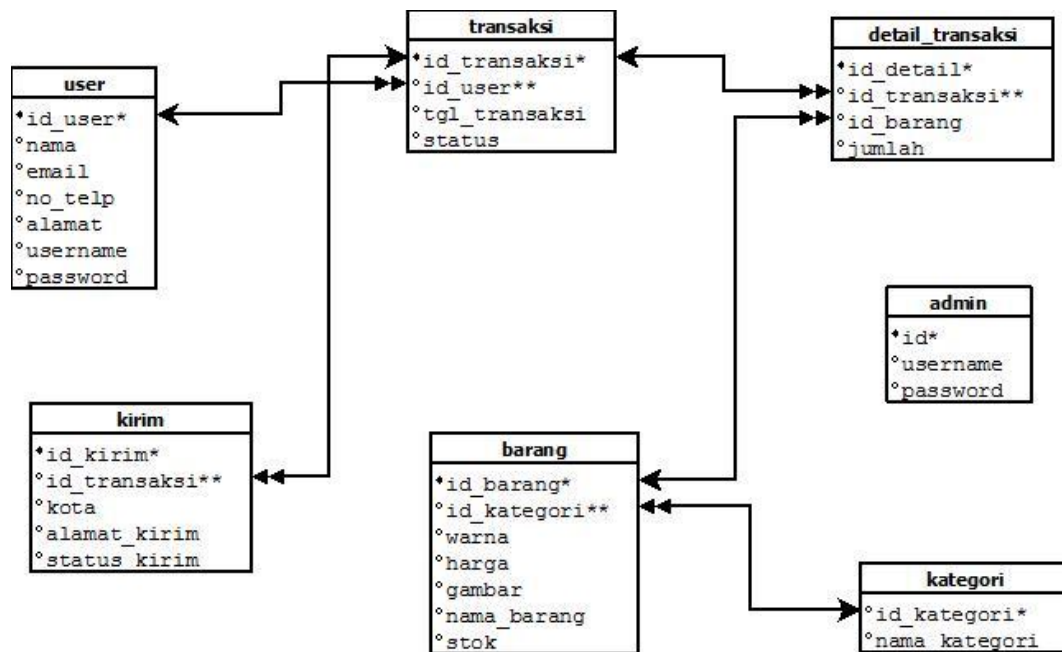 user
id_user*
nama
email
no_telp
alamat
username
password
transaksi
id_transaksi*
id_user**
tgl_transaksi
status
detail_transaksi
id_detail*
id_transaksi**
id_barang
jumlah
admin
id*
username
password
kirim
id_kirim*
id_transaksi**
kota
alamat_kirim
status_kirim
barang
id_barang*
id_kategori**
warna
harga
gambar
nama_barang
stok
kategori
id_kategori*
nama_kategori